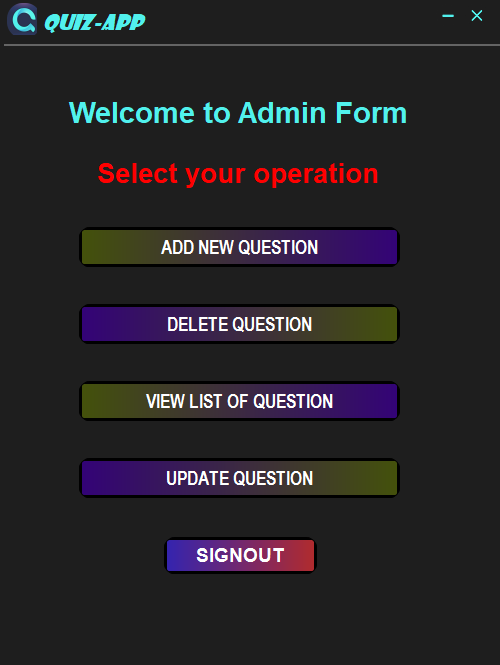 QUIZ-APP
Welcome to Admin Form
Select your operation
ADD NEW QUESTION
DELETE QUESTION
VIEW LIST OF QUESTION
UPDATE QUESTION
SIGNOUT